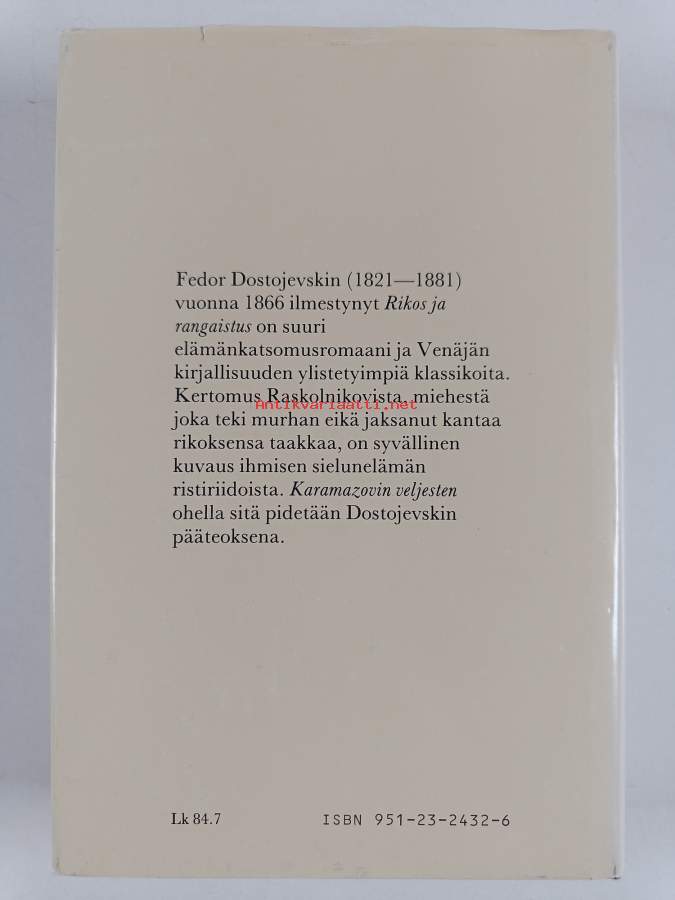 Fedor Dostojevskin (1821—1881)
vuonna 1866 ilmestynyt Rikos ja
rangaistus on suuri
elämänkatsomusromaani ja Venäjän
kirjallisuuden ylistetyimpiä klassikoita.
Kertomus Raskolnikovista, miehestä
Antikvariaatti.net
joka teki murhan eikä jaksanut kantaa
rikoksensa taakkaa, on syvällinen
kuvaus ihmisen sielunelämän
ristiriidoista. Karamazovin veljesten
ohella sitä pidetään Dostojevskin
pääteoksena.
Lk 84.7 ISBN 951-23-2432-6